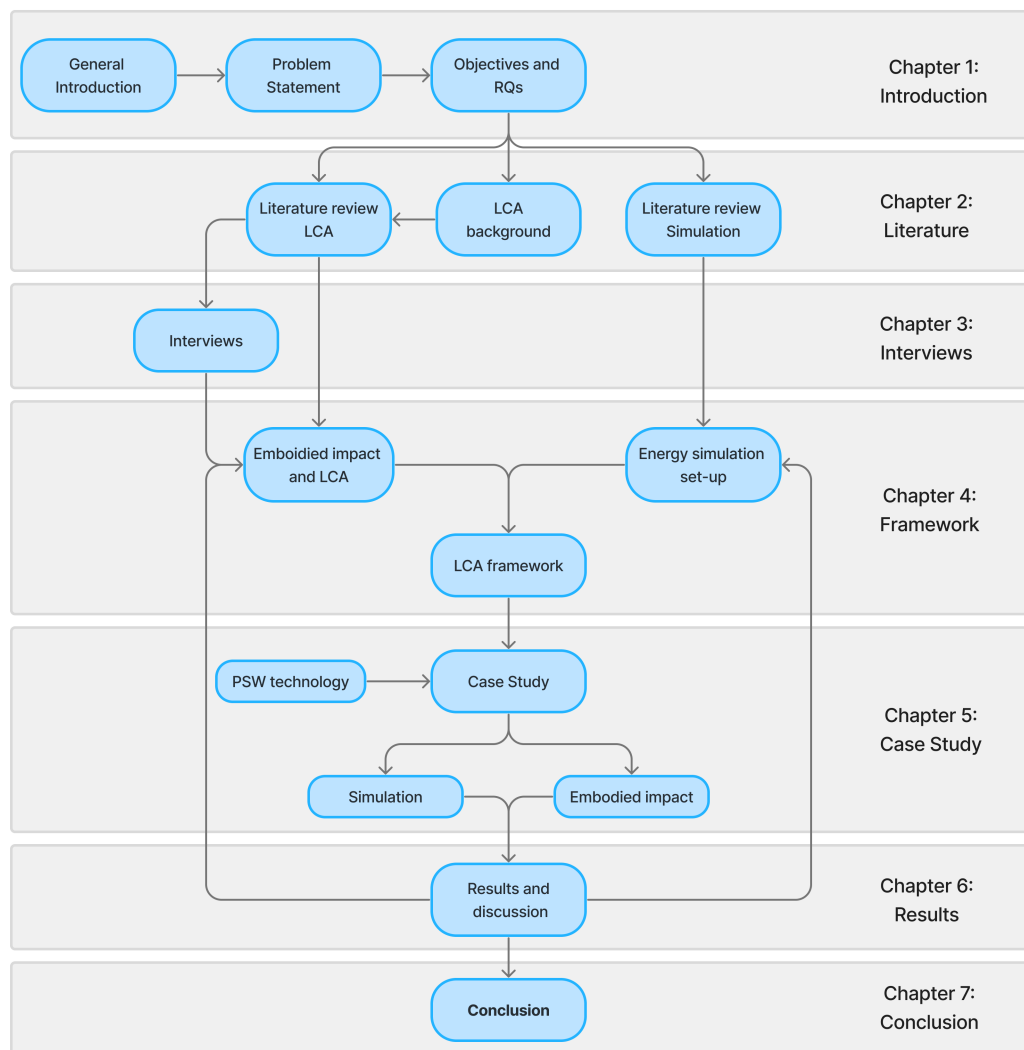 General
Introduction
Problem
Statement
Objectives and
RQs
Chapter 1:
Introduction
Literature review
LCA
LCA
background
Literature review
Simulation
Chapter 2:
Literature
Interviews
Chapter 3:
Interviews
Emboidied impact
and LCA
Energy simulation
set-up
LCA framework
Chapter 4:
Framework
PSW technology
Case Study
Simulation
Embodied impact
Chapter 5:
Case Study
Results and
discussion
Chapter 6:
Results
Conclusion
Chapter 7:
Conclusion